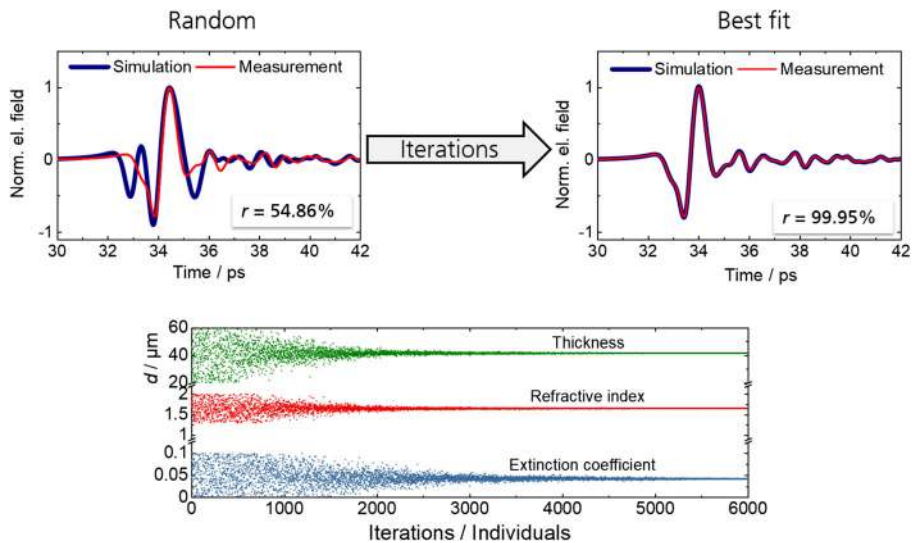 Random
Best fit
Simulation Measurement
Norm. el. field
1
0
-1
r = 54.86%
30 32 34 36 38 40 42
Time / ps
Iterations
Simulation Measurement
Norm. el. field
1
0
-1
r = 99.95%
30 32 34 36 38 40 42
Time / ps
d / µm
60
40
20
Thickness
2
1.5
1
Refractive index
0.1
0.05
0
Extinction coefficient
0 1000 2000 3000 4000 5000 6000
Iterations / Individuals